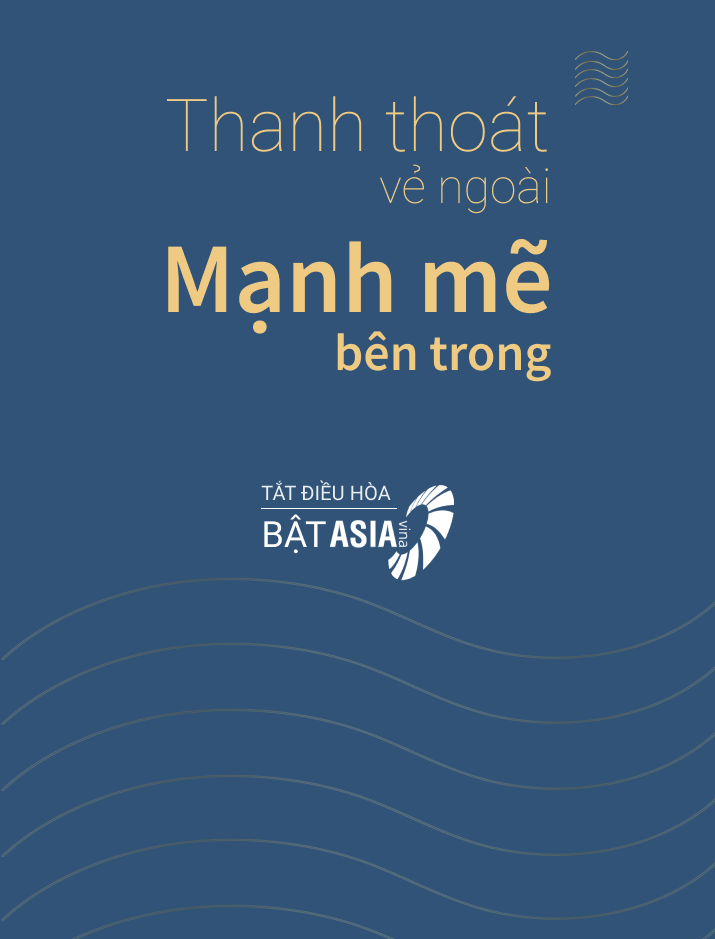 Thanh thoát
vẻ ngoài
Mạnh mẽ
bên trong
TẮT ĐIỀU HÒA
BẬT ASIA vina